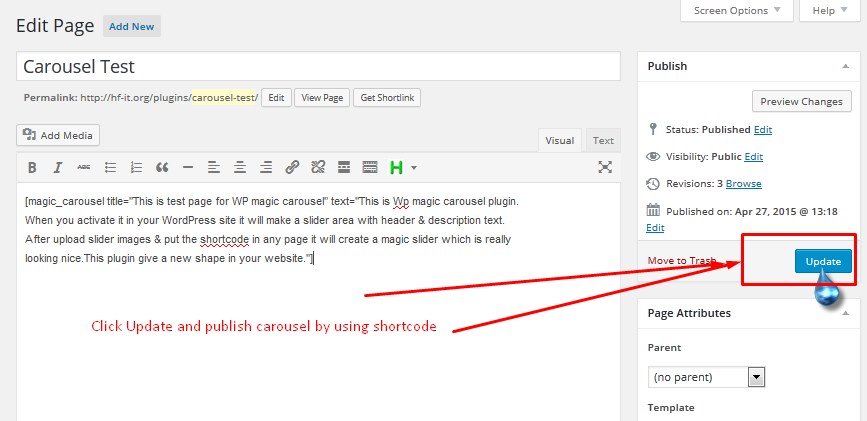 Screen Options
Help
Edit Page
Add New
Carousel Test
Permalink: http://hf-it.org/plugins/carousel-test/
Edit
View Page
Get Shortlink
Add Media
Visual
Text
B I ABC
H
[magic_carousel title="This is test page for WP magic carousel" text="This is Wp magic carousel plugin.
When you activate it in your WordPress site it will make a slider area with header & description text.
After upload slider images & put the shortcode in any page it will create a magic slider which is really
looking nice.This plugin give a new shape in your website."]
Click Update and publish carousel by using shortcode
Publish
Preview Changes
Status: Published Edit
Visibility: Public Edit
Revisions: 3 Browse
Published on: Apr 27, 2015 @ 13:18
Edit
Move to Trash
Update
Page Attributes
Parent
(no parent)
Template